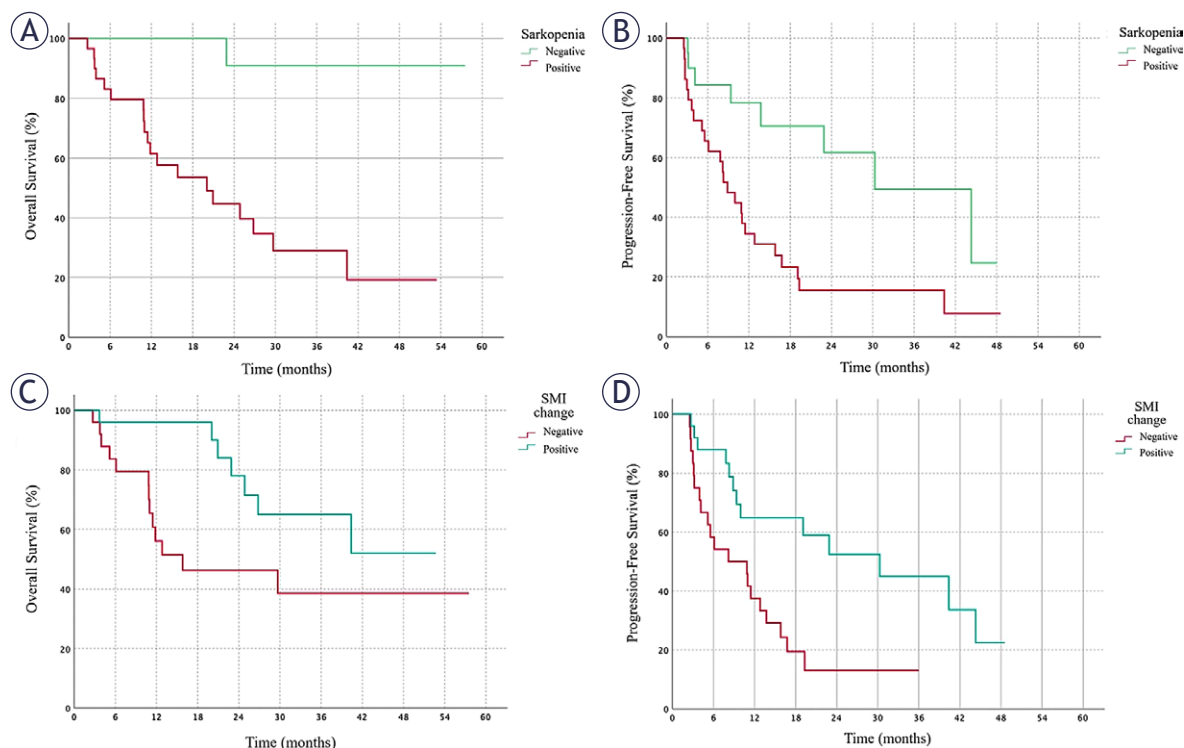 A
Sarkopenia
Negative
Positive
100
80
60
40
20
0
Overall Survival (%)
0 6 12 18 24 30 36 42 48 54 60
Time (months)
B
Sarkopenia
Negative
Positive
100
80
60
40
20
0
Progression-Free Survival (%)
0 6 12 18 24 30 36 42 48 54 60
Time (months)
C
SMI
change
Negative
Positive
100
80
60
40
20
0
Overall Survival (%)
0 6 12 18 24 30 36 42 48 54 60
Time (months)
D
SMI
change
Negative
Positive
100
80
60
40
20
0
Progression-Free Survival (%)
0 6 12 18 24 30 36 42 48 54 60
Time (months)